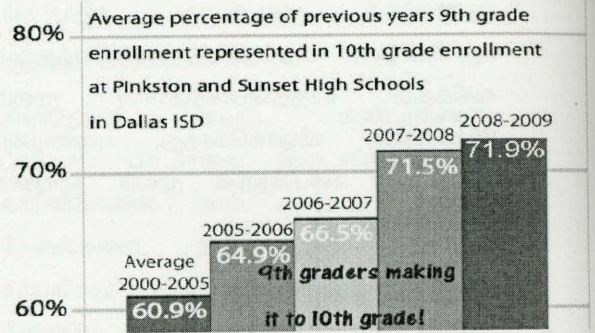 Average percentage of previous years 9th grade
80%
enrollment represented in 10th grade enrollment
at Pinkston and Sunset High Schools
in Dallas ISD
2008-2009
2007-2008
71.9%
71.5%
70%
2006-2007
66.5%
2005-2006
64.9%
9th graders making
Average
2000-2005
60.9%
60%
it to 10th grade!